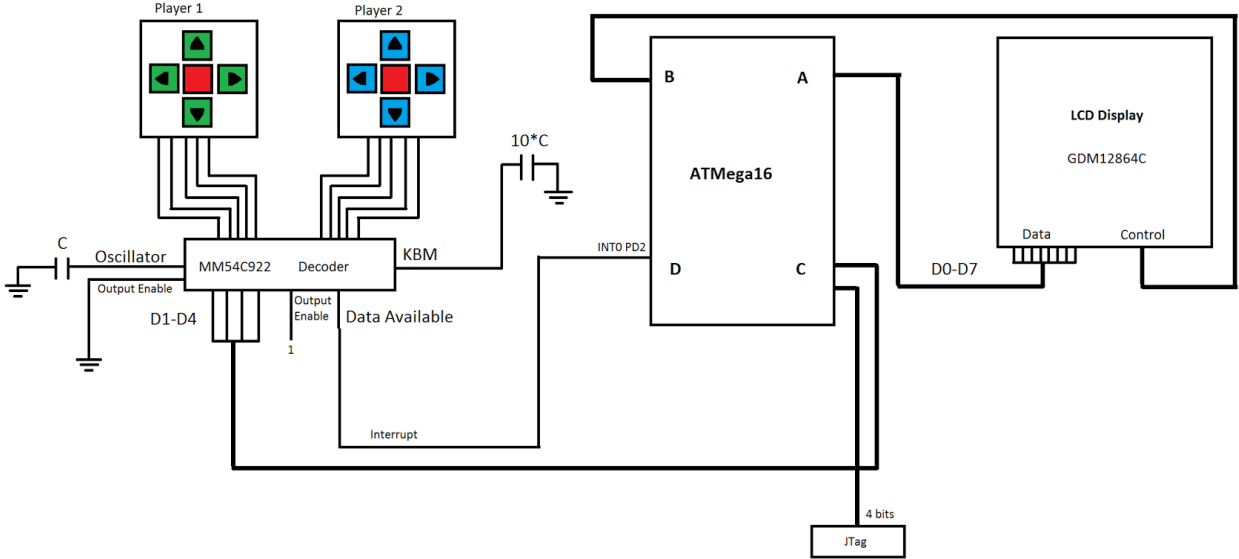 Player 1
Player 2
10*C
B
A
LCD Display
GDM12864C
ATMega16
Data
Control
INT0 PD2
D
C
D0-D7
C
Oscillator
MM54C922
Decoder
KBM
Output Enable
D1-D4
Output
Enable
1
Data Available
Interrupt
4 bits
JTag